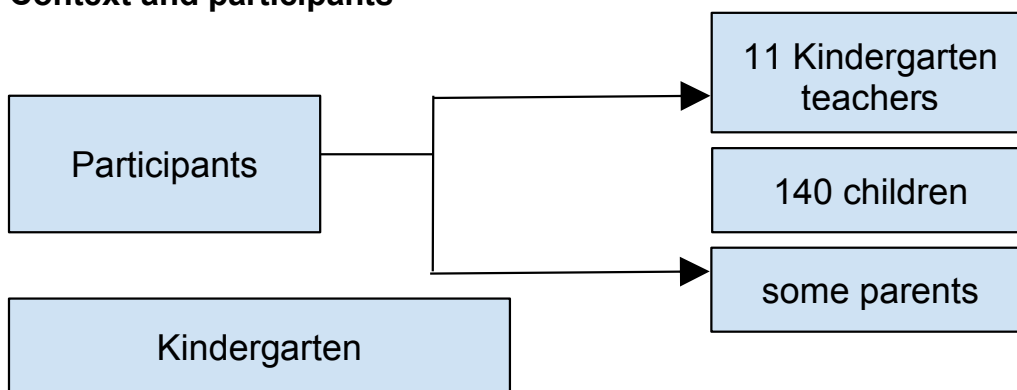 Context and participants
11 Kindergarten
teachers
Participants
140 children
some parents
Kindergarten